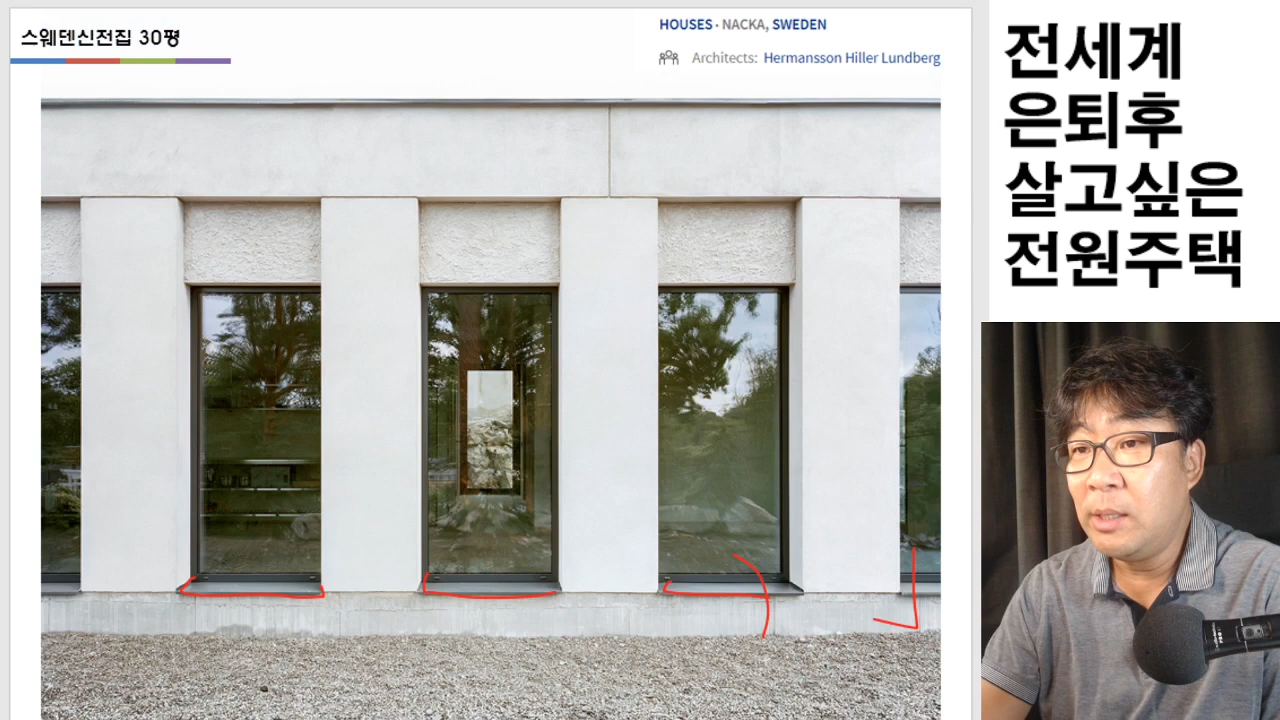 스웨덴신전집 30평
HOUSES · NACKA, SWEDEN
Architects: Hermansson Hiller Lundberg
전세계
은퇴후
살고싶은
전원주택